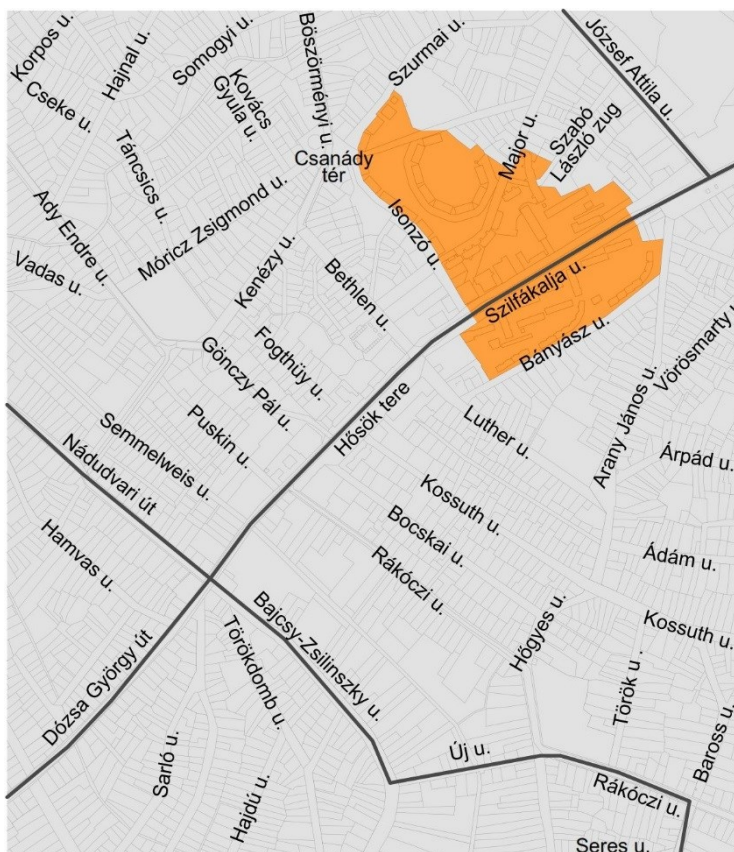 Korpos u.
Hajnal u.
Somogyi u.
Böszörményi u.
Szurmai u.
József Attila u.
Cseke u.
Kovács
Gyula u.
Táncsics u.
Major u.
Szabó
László zug
Csanády
tér
Ady Endre u.
Móricz Zsigmond u.
Isonzó u.
Vadas u.
Kenézy u.
Bethlen u.
Szilfákalja u.
Bányász u.
Vörösmarty u.
Gönczy Pál u.
Fogthüy u.
Hősök tere
Luther u.
Arany János u.
Árpád u.
Nádudvari út
Semmelweis u.
Puskin u.
Kossuth u.
Bocskai u.
Rákóczi u.
Hamvas u.
Ádám u.
Hőgyes u.
Kossuth u.
Dózsa György út
Törökdomb u.
Bajcsy-Zsilinszky u.
Török u.
Baross u.
Sarló u.
Hajdú u.
Új u.
Rákóczi u.
Seres u.